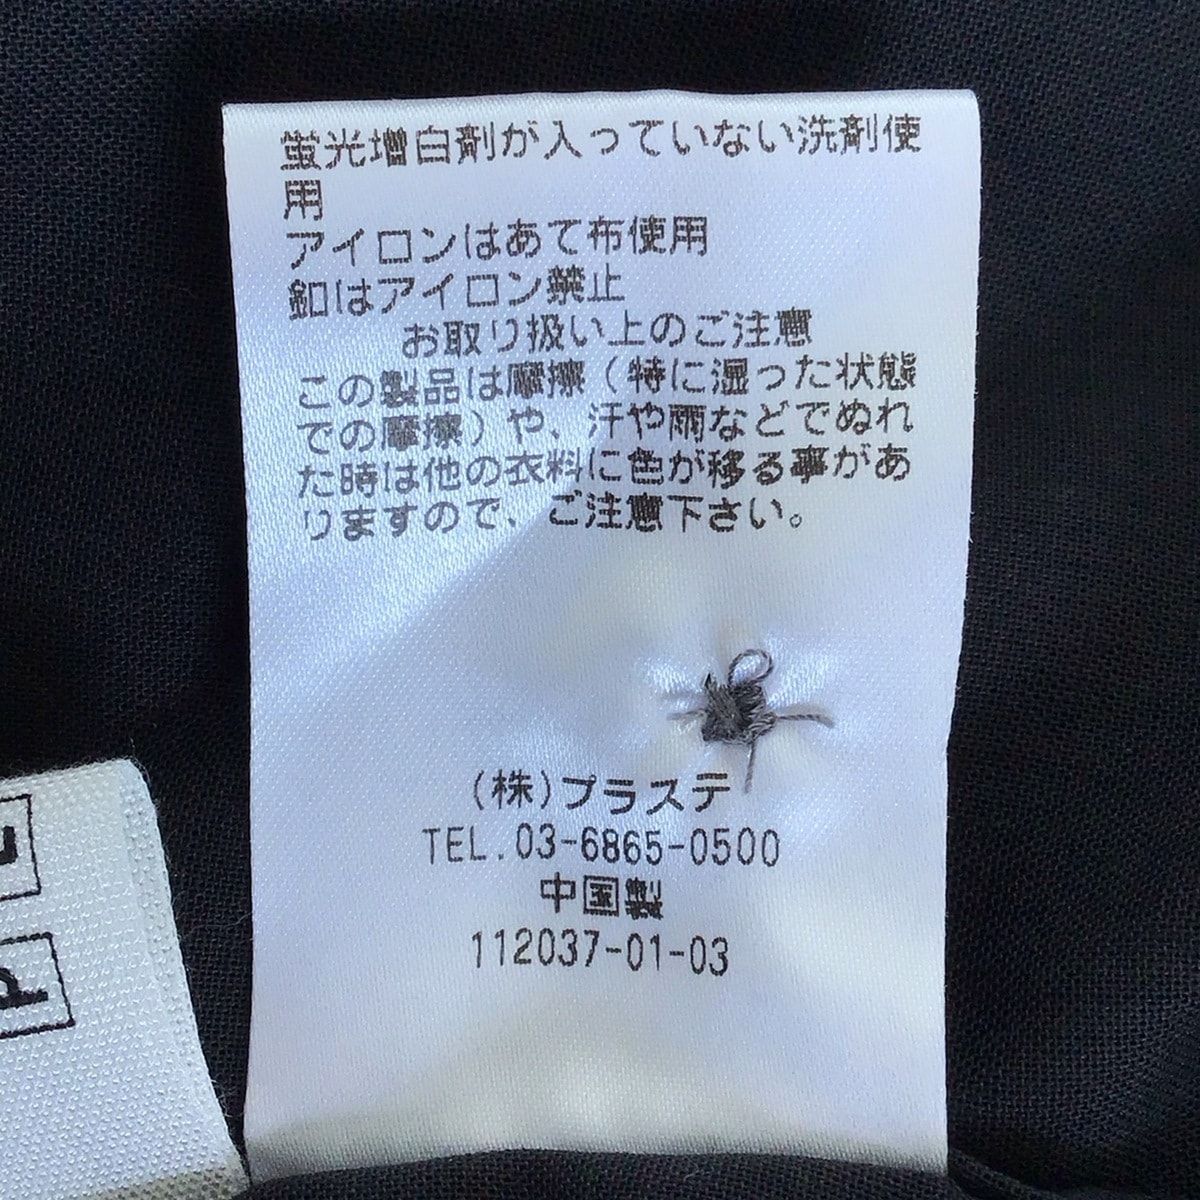 蛍光増白剤が入っていない洗剤使
用
アイロンはあて布使用
釦はアイロン禁止
お取り扱い上のご注意
この製品は摩擦(特に湿った状態
での摩擦)や、汗や雨などでぬれ
た時は他の衣料に色が移る事があ
りますので、ご注意下さい。
(株)プラステ
TEL.03-6865-0500
中国製
112037-01-03
P